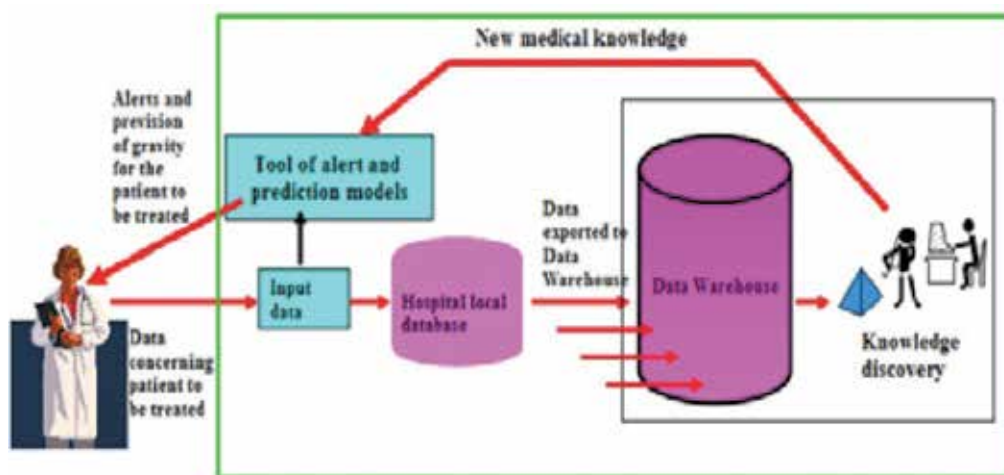 New medical knowledge
Alerts and
prevision
of gravity
for the
patient to
be treated
Tool of alert and
prediction models
Data
exported to
Data
Warehouse
Input
data
Hospital local
database
Data Warehouse
Data
concerning
patient to
be treated
Knowledge
discovery